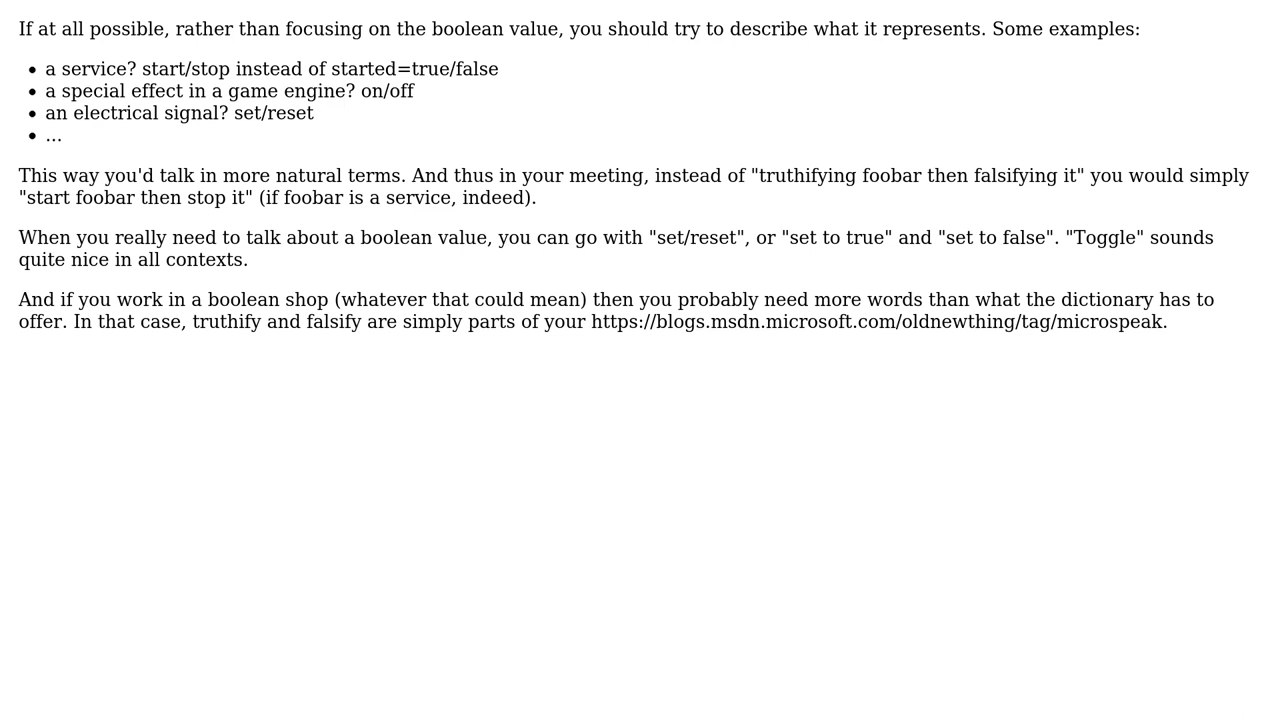 If at all possible, rather than focusing on the boolean value, you should try to describe what it represents. Some examples:
• a service? start/stop instead of started=true/false
• a special effect in a game engine? on/off
• an electrical signal? set/reset
• ...
This way you'd talk in more natural terms. And thus in your meeting, instead of "truthifying foobar then falsifying it" you would simply
"start foobar then stop it" (if foobar is a service, indeed).
When you really need to talk about a boolean value, you can go with "set/reset", or "set to true" and "set to false". "Toggle" sounds
quite nice in all contexts.
And if you work in a boolean shop (whatever that could mean) then you probably need more words than what the dictionary has to
offer. In that case, truthify and falsify are simply parts of your https://blogs.msdn.microsoft.com/oldnewthing/tag/microspeak.